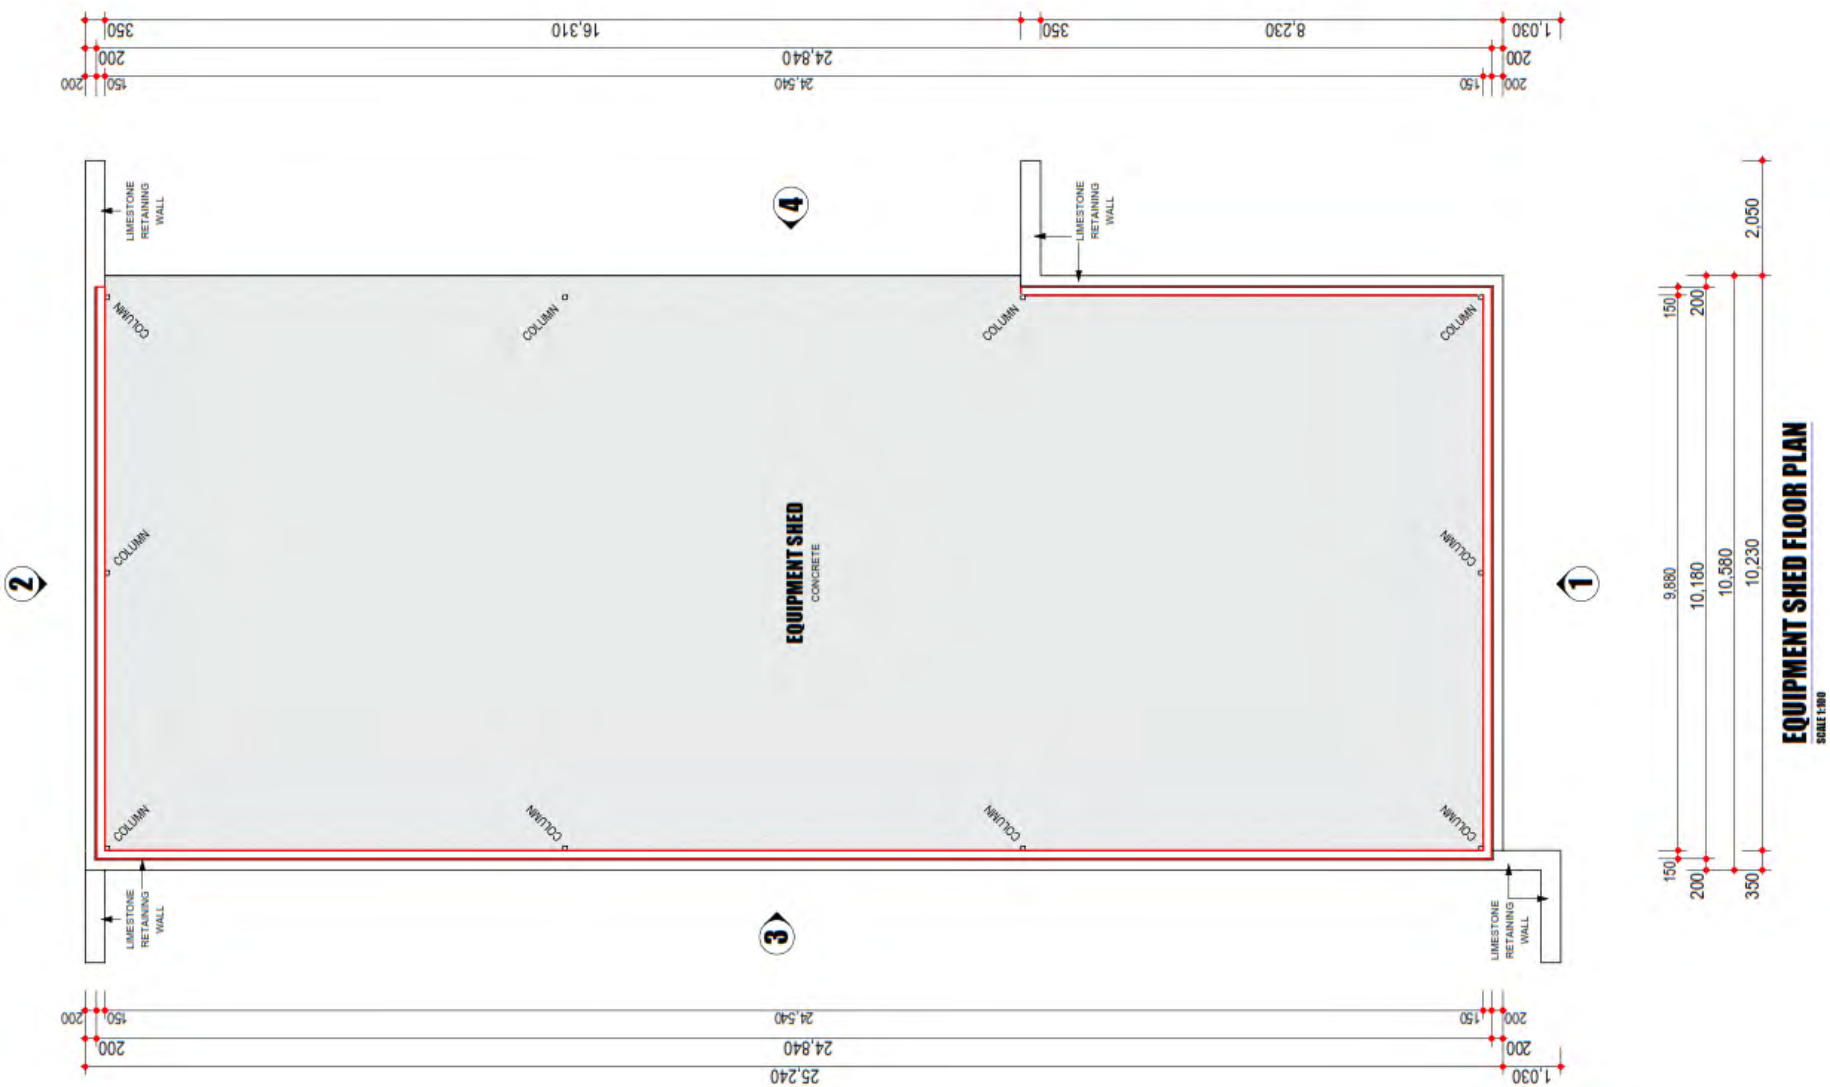 350
16,310
350
8,230
1,030
200
24,840
200
200
150
24,540
150
200
LIMESTONE
RETAINING
WALL
4
LIMESTONE
RETAINING
WALL
2,050
COLUMN
COLUMN
COLUMN
COLUMN
150
200
2
COLUMN
EQUIPMENT SHED
CONCRETE
COLUMN
1
9,880
10,180
10,580
10,230
EQUIPMENT SHED FLOOR PLAN
SCALE 1:100
COLUMN
COLUMN
COLUMN
COLUMN
LIMESTONE
RETAINING
WALL
3
LIMESTONE
RETAINING
WALL
150
200
350
200
150
24,540
150
200
200
24,840
200
25,240
1,030